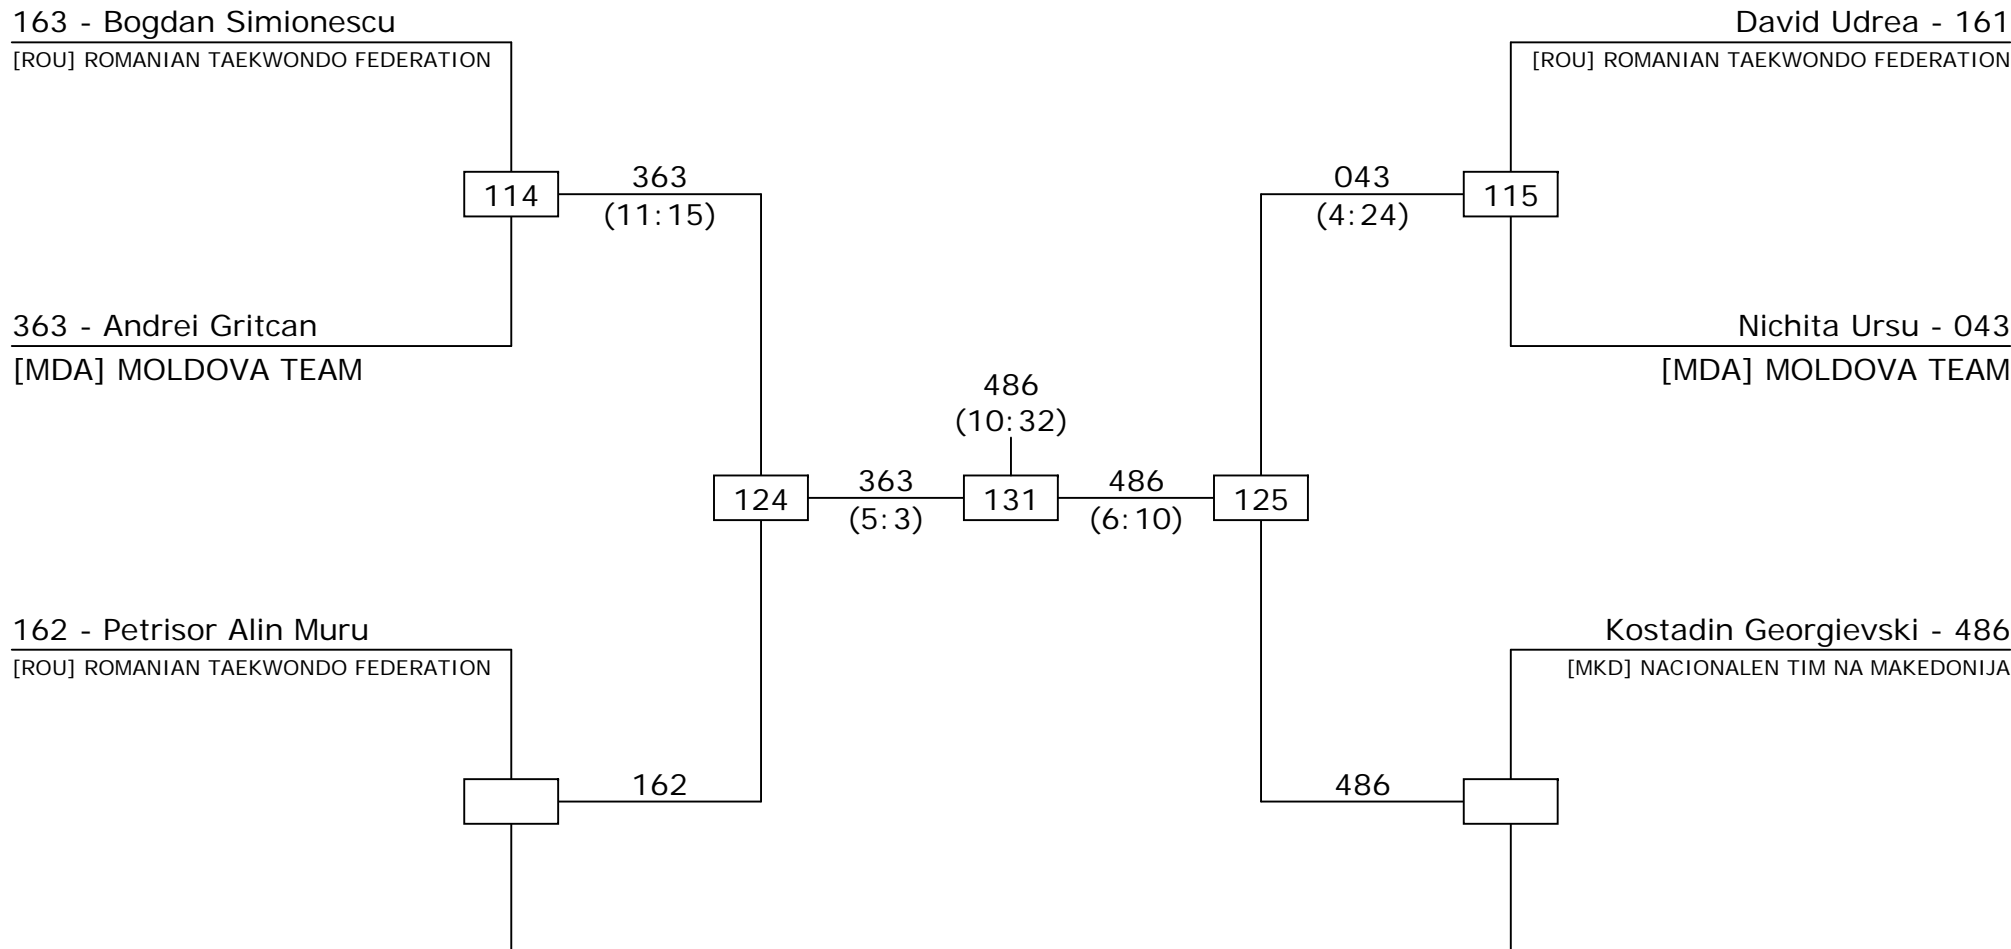 163 - Bogdan Simionescu
[ROU] ROMANIAN TAEKWONDO FEDERATION
David Udrea - 161
[ROU] ROMANIAN TAEKWONDO FEDERATION
114
363
(11:15)
043
(4:24)
115
363 - Andrei Gritcan
[MDA] MOLDOVA TEAM
Nichita Ursu - 043
[MDA] MOLDOVA TEAM
486
(10:32)
124
363
(5:3)
131
486
(6:10)
125
162 - Petrisor Alin Muru
[ROU] ROMANIAN TAEKWONDO FEDERATION
Kostadin Georgievski - 486
[MKD] NACIONALEN TIM NA MAKEDONIJA
162
486